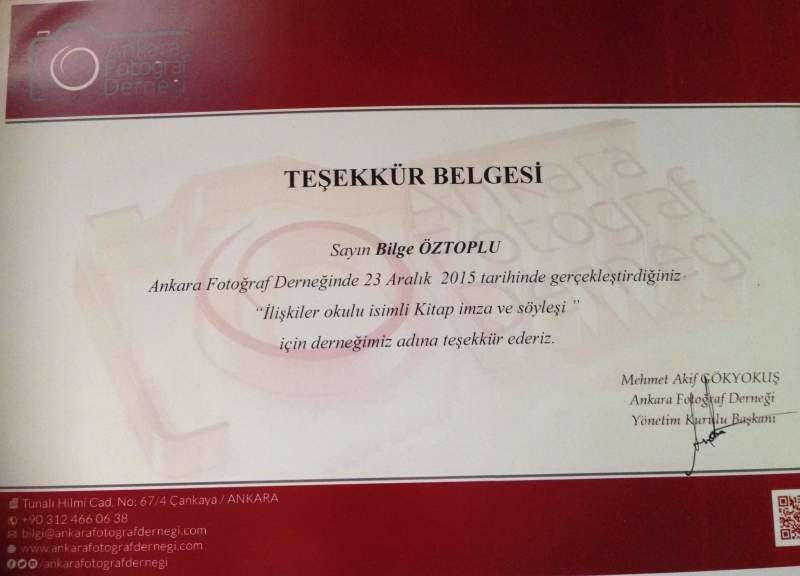 Ankara
Fotoğraf
Derneği
TEŞEKKÜR BELGESİ
Sayın Bilge ÖZTOPLU
Ankara Fotoğraf Derneğinde 23 Aralık 2015 tarihinde gerçekleştirdiğiniz
“İlişkiler okulu isimli Kitap imza ve söyleşi ”
için derneğimiz adına teşekkür ederiz.
Mehmet Akif GÖKYOKUŞ
Ankara Fotoğraf Derneği
Yönetim Kurulu Başkanı
Tunalı Hilmi Cad. No: 67/4 Çankaya / ANKARA
+90 312 466 06 38
bilgi@ankarafotografdernegi.com
www.ankarafotografdernegi.com
/ankarafotografdernegi